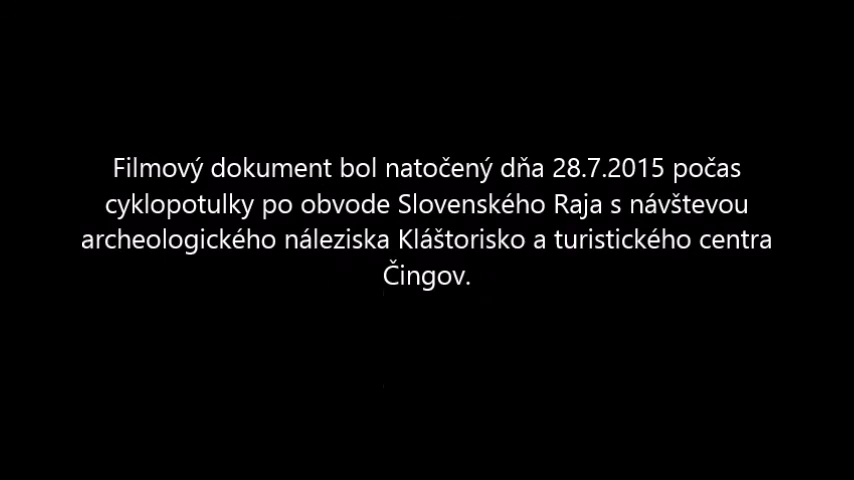 Filmový dokument bol natočený dňa 28.7.2015 počas
cyklopotulky po obvode Slovenského Raja s návštevou
archeologického náleziska Kláštorisko a turistického centra
Čingov.